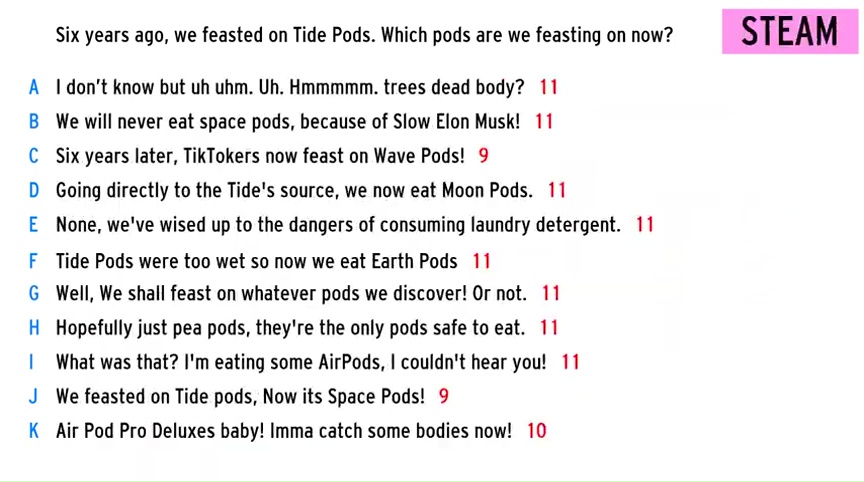 Six years ago, we feasted on Tide Pods. Which pods are we feasting on now?
STEAM
A I don't know but uh uhm. Uh. Hmmmmm. trees dead body? 11
B We will never eat space pods, because of Slow Elon Musk! 11
C Six years later, TikTokers now feast on Wave Pods! 9
D Going directly to the Tide's source, we now eat Moon Pods. 11
E None, we've wised up to the dangers of consuming laundry detergent. 11
F Tide Pods were too wet so now we eat Earth Pods 11
G Well, We shall feast on whatever pods we discover! Or not. 11
H Hopefully just pea pods, they're the only pods safe to eat. 11
I What was that? I'm eating some AirPods, I couldn't hear you! 11
J We feasted on Tide pods, Now its Space Pods! 9
K Air Pod Pro Deluxes baby! Imma catch some bodies now! 10